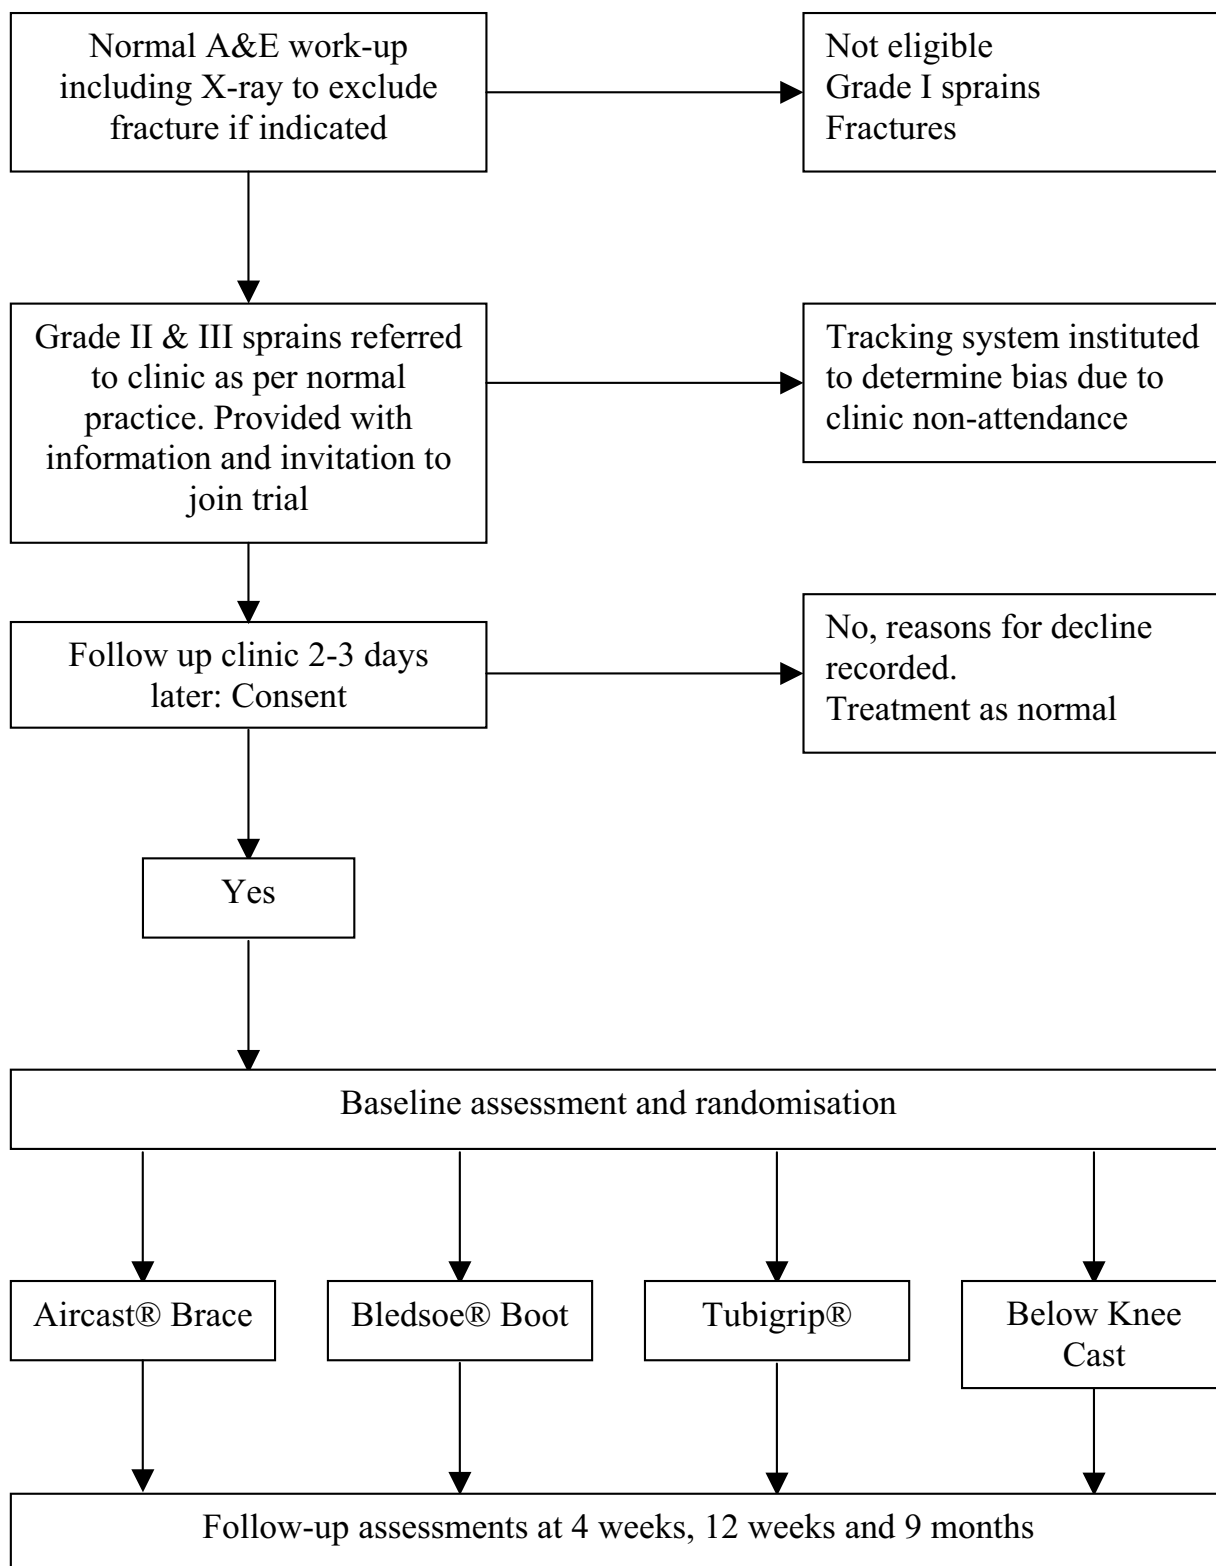 Normal A&E work-up
including X-ray to exclude
fracture if indicated
Not eligible
Grade I sprains
Fractures
Grade II & III sprains referred
to clinic as per normal
practice. Provided with
information and invitation to
join trial
Tracking system instituted
to determine bias due to
clinic non-attendance
Follow up clinic 2-3 days
later: Consent
No, reasons for decline
recorded.
Treatment as normal
Yes
Baseline assessment and randomisation
Aircast® Brace
Bledsoe® Boot
Tubigrip®
Below Knee
Cast
Follow-up assessments at 4 weeks, 12 weeks and 9 months